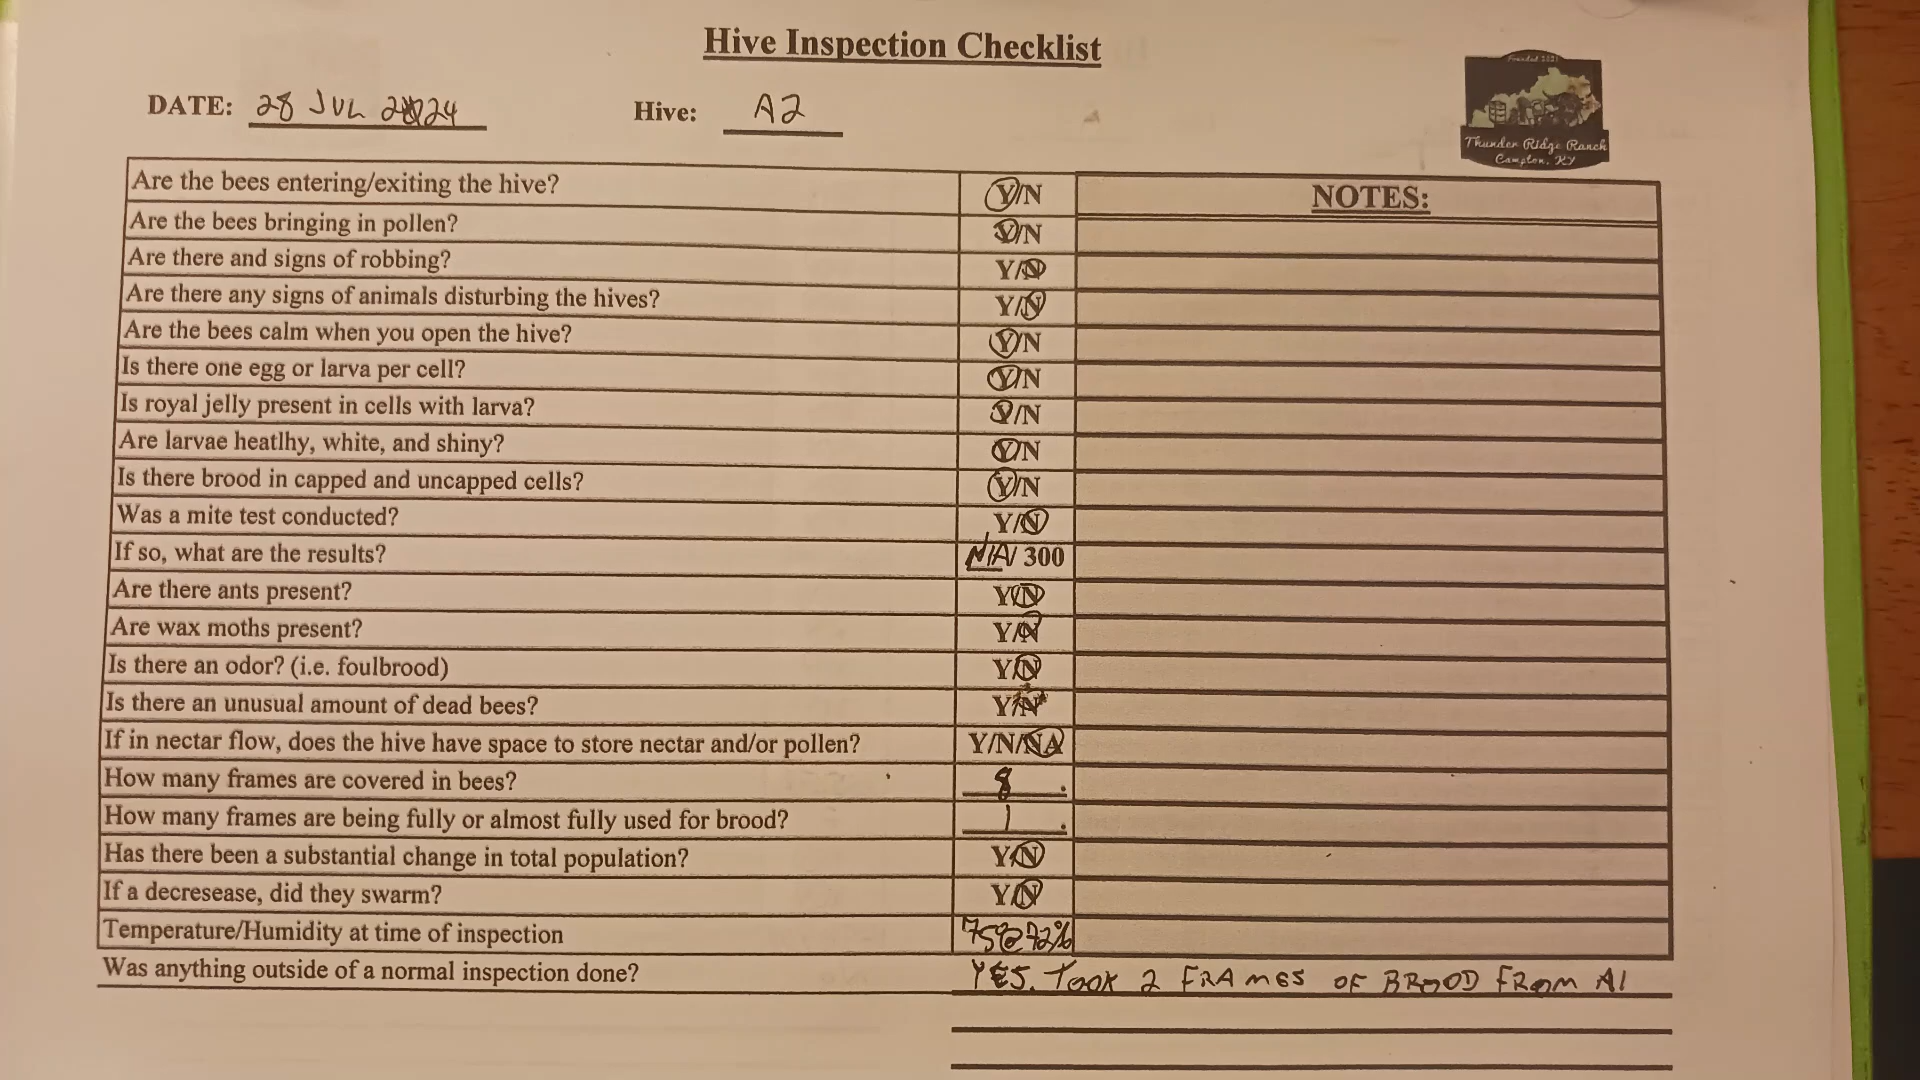 Hive Inspection Checklist
DATE: 28 JUL 2024 Hive: A2
Founded 2021
Thunder Ridge Ranch
Campton, KY
NOTES:
Are the bees entering/exiting the hive? Y/N
Are the bees bringing in pollen? Y/N
Are there and signs of robbing? Y/N
Are there any signs of animals disturbing the hives? Y/N
Are the bees calm when you open the hive? Y/N
Is there one egg or larva per cell? Y/N
Is royal jelly present in cells with larva? Y/N
Are larvae heatlhy, white, and shiny? Y/N
Is there brood in capped and uncapped cells? Y/N
Was a mite test conducted? Y/N
If so, what are the results? N/A/ 300
Are there ants present? Y/N
Are wax moths present? Y/N
Is there an odor? (i.e. foulbrood) Y/N
Is there an unusual amount of dead bees? Y/N
If in nectar flow, does the hive have space to store nectar and/or pollen? Y/N/NA
How many frames are covered in bees? 8 .
How many frames are being fully or almost fully used for brood? 1 .
Has there been a substantial change in total population? Y/N
If a decresease, did they swarm? Y/N
Temperature/Humidity at time of inspection 75@72%
Was anything outside of a normal inspection done? YES. TOOK 2 FRAMES OF BROOD FROM A1